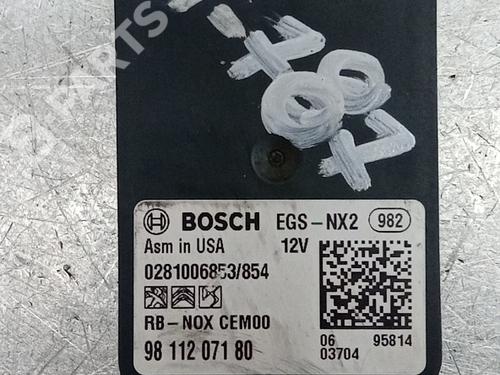 PARTS
BOSCH EGS-NX2 982
Asm in USA 12V
0281006853/854
RB-NOX CEM00
98 112 071 80
06 95814
03704